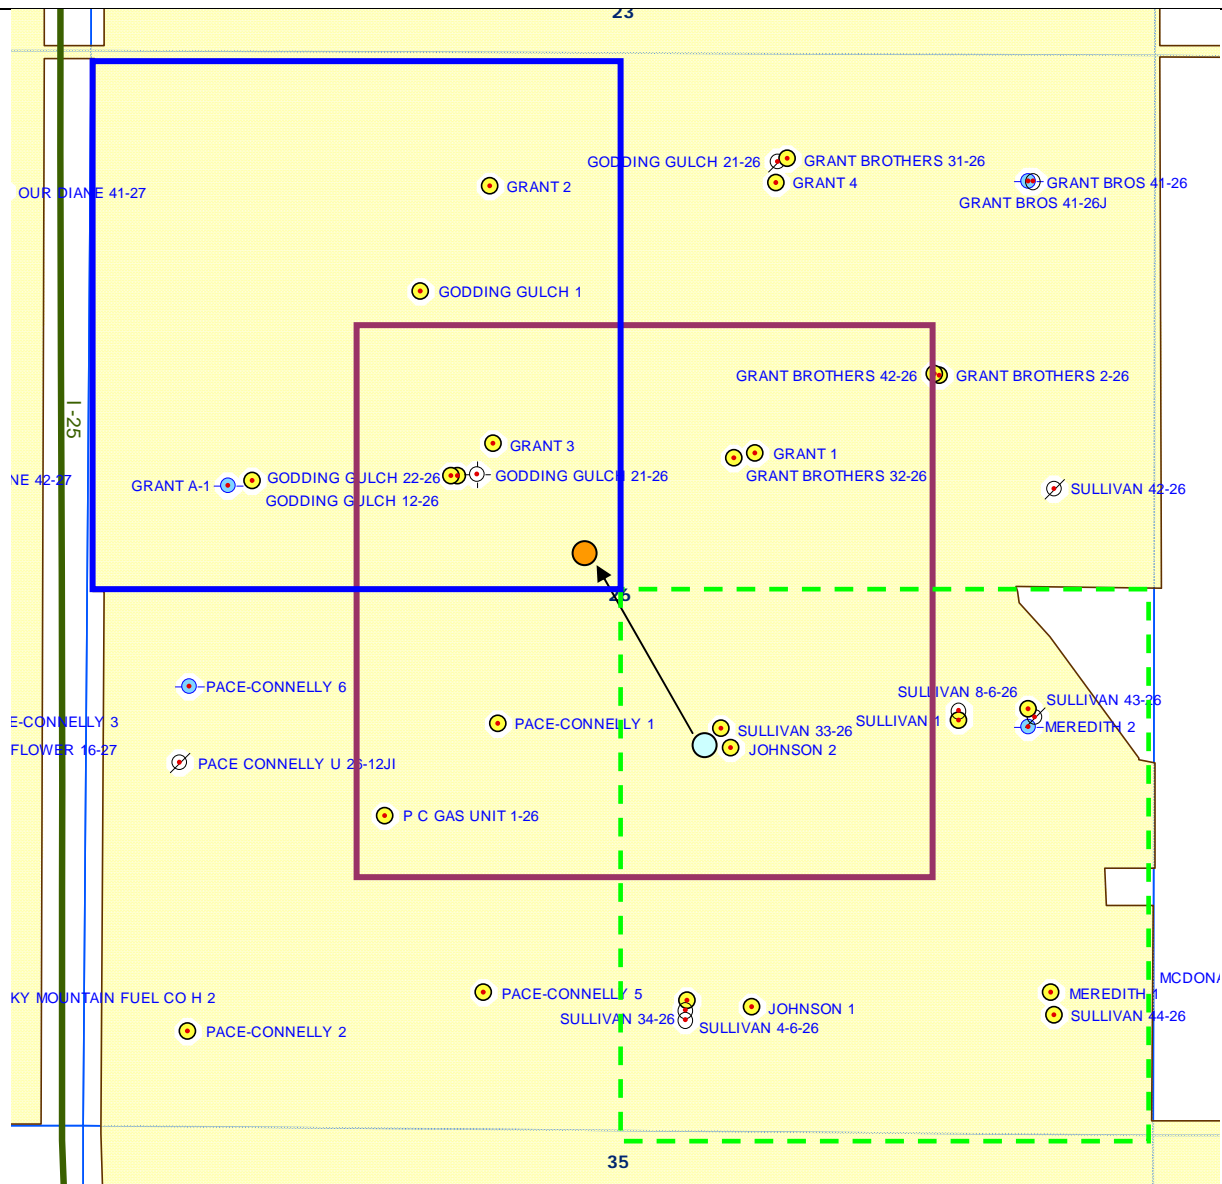 23
GODDING GULCH 21-26
GRANT BROTHERS 31-26
OUR DIANE 41-27
GRANT 2
GRANT 4
GRANT BROS 41-26
GRANT BROS 41-26J
GODDING GULCH 1
GRANT BROTHERS 42-26
GRANT BROTHERS 2-26
I-25
GRANT 3
GRANT 1
NE 42-27
GRANT A-1
GODDING GULCH 22-26
GODDING GULCH 21-26
GRANT BROTHERS 32-26
GODDING GULCH 12-26
SULLIVAN 42-26
26
PACE-CONNELLY 6
SULLIVAN 8-6-26
SULLIVAN 43-26
E-CONNELLY 3
PACE-CONNELLY 1
SULLIVAN 33-26
SULLIVAN 1
MEREDITH 2
FLOWER 16-27
JOHNSON 2
PACE CONNELLY U 26-12JI
P C GAS UNIT 1-26
MCDONA
KY MOUNTAIN FUEL CO H 2
PACE-CONNELLY 5
MEREDITH 1
JOHNSON 1
SULLIVAN 34-26
SULLIVAN 44-26
PACE-CONNELLY 2
SULLIVAN 4-6-26
35